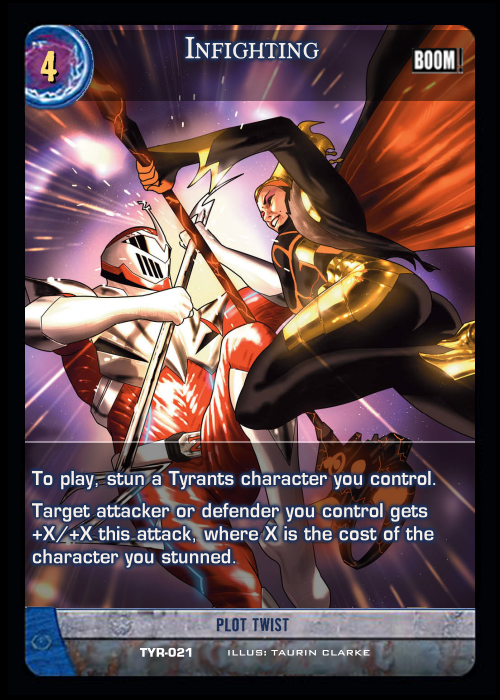 4
INFIGHTING
BOOM
To play, stun a Tyrants character you control.
Target attacker or defender you control gets
+X/+X this attack, where X is the cost of the
character you stunned.
PLOT TWIST
TYR-021 ILLUS: TAURIN CLARKE